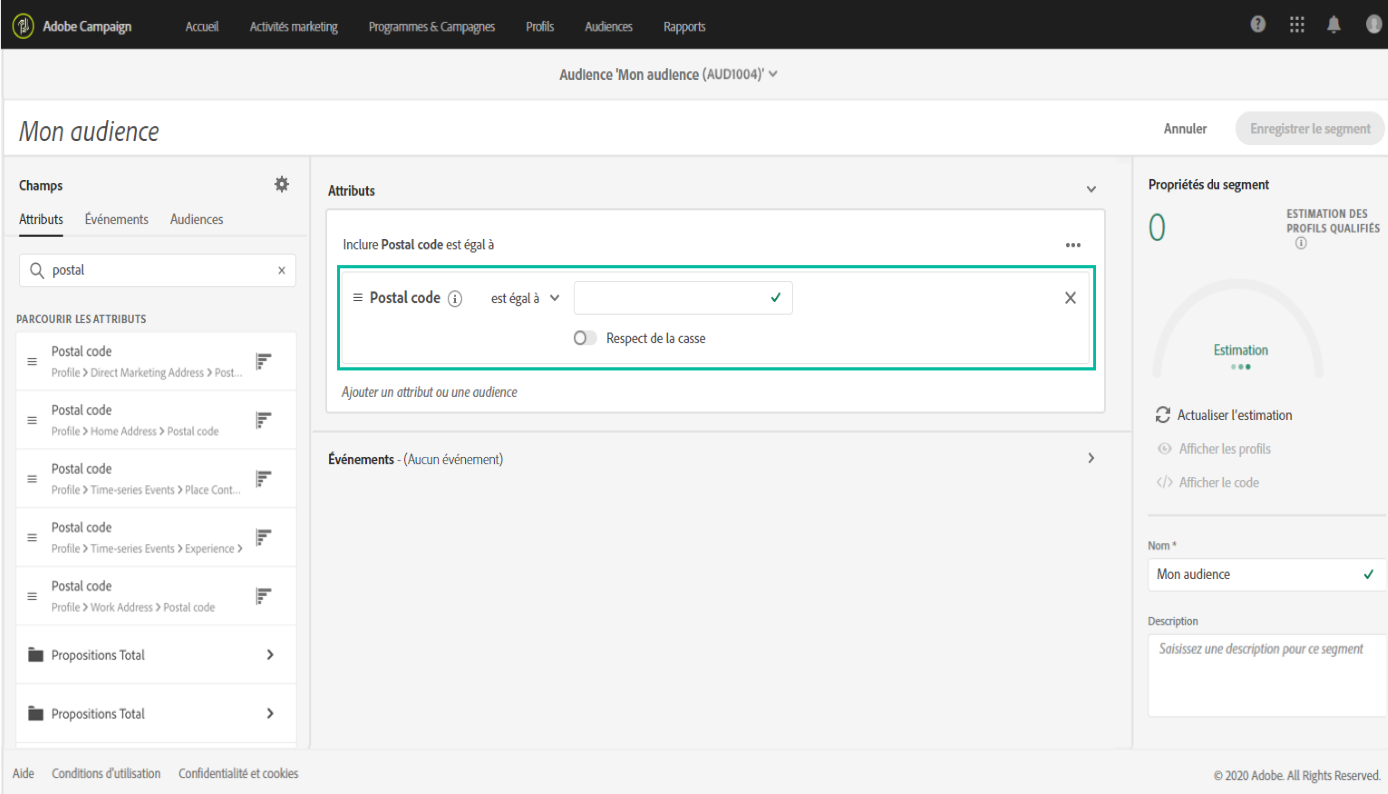 Adobe Campaign Accueil Activités marketing Programmes & Campagnes Profils Audiences Rapports
Audience 'Mon audience (AUD1004)'
Mon audience
Annuler Enregistrer le segment
Champs
Attributs Événements Audiences
postal
PARCOURIR LES ATTRIBUTS
Postal code
Profile > Direct Marketing Address > Post...
Postal code
Profile > Home Address > Postal code
Postal code
Profile > Time-series Events > Place Cont...
Postal code
Profile > Time-series Events > Experience >
Postal code
Profile > Work Address > Postal code
Propositions Total
Propositions Total
Attributs
Inclure Postal code est égal à
Postal code est égal à
Respect de la casse
Ajouter un attribut ou une audience
Événements - (Aucun événement)
Propriétés du segment
0
ESTIMATION DES
PROFILS QUALIFIÉS
Estimation
Actualiser l'estimation
Afficher les profils
</> Afficher le code
Nom *
Mon audience
Description
Saisissez une description pour ce segment
Aide Conditions d'utilisation Confidentialité et cookies
© 2020 Adobe. All Rights Reserved.